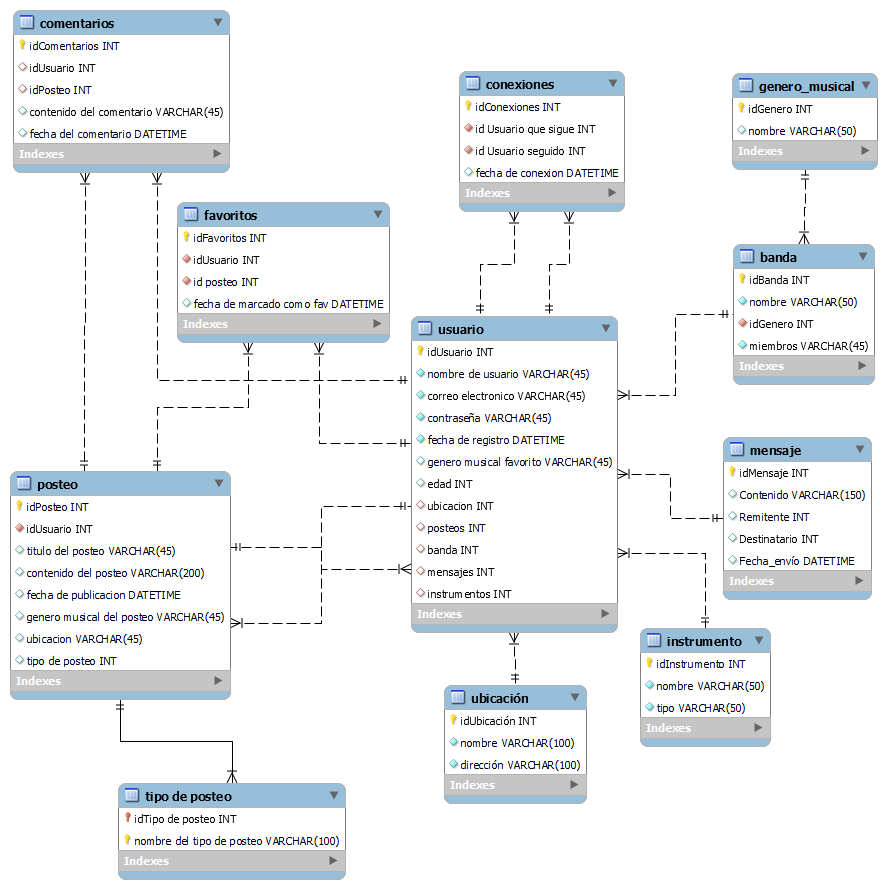 comentarios
idComentarios INT
idUsuario INT
idPosteo INT
contenido del comentario VARCHAR(45)
fecha del comentario DATETIME
Indexes
conexiones
idConexiones INT
id Usuario que sigue INT
id Usuario seguido INT
fecha de conexion DATETIME
Indexes
genero_musical
idGenero INT
nombre VARCHAR(50)
Indexes
favoritos
idFavoritos INT
idUsuario INT
id posteo INT
fecha de marcado como fav DATETIME
Indexes
banda
idBanda INT
nombre VARCHAR(50)
idGenero INT
miembros VARCHAR(45)
Indexes
usuario
idUsuario INT
nombre de usuario VARCHAR(45)
correo electronico VARCHAR(45)
contraseña VARCHAR(45)
fecha de registro DATETIME
genero musical favorito VARCHAR(45)
edad INT
ubicacion INT
posteos INT
banda INT
mensajes INT
instrumentos INT
Indexes
mensaje
idMensaje INT
Contenido VARCHAR(150)
Remitente INT
Destinatario INT
Fecha_envío DATETIME
Indexes
posteo
idPosteo INT
idUsuario INT
titulo del posteo VARCHAR(45)
contenido del posteo VARCHAR(200)
fecha de publicacion DATETIME
genero musical del posteo VARCHAR(45)
ubicacion VARCHAR(45)
tipo de posteo INT
Indexes
instrumento
idInstrumento INT
nombre VARCHAR(50)
tipo VARCHAR(50)
Indexes
ubicación
idUbicación INT
nombre VARCHAR(100)
dirección VARCHAR(100)
Indexes
tipo de posteo
idTipo de posteo INT
nombre del tipo de posteo VARCHAR(100)
Indexes